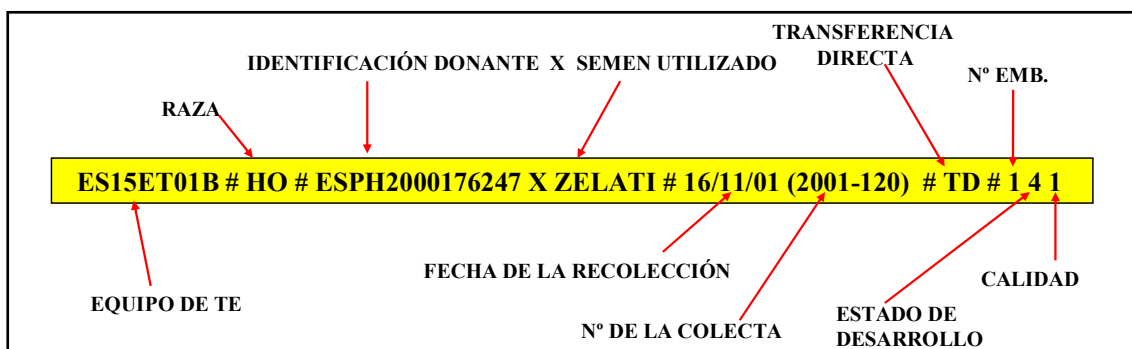 TRANSFERENCIA
DIRECTA
IDENTIFICACIÓN DONANTE X SEMEN UTILIZADO
Nº EMB.
RAZA
ES15ET01B # HO # ESPH2000176247 X ZELATI # 16/11/01 (2001-120) # TD # 1 4 1
FECHA DE LA RECOLECCIÓN
CALIDAD
EQUIPO DE TE
ESTADO DE
DESARROLLO
Nº DE LA COLECTA